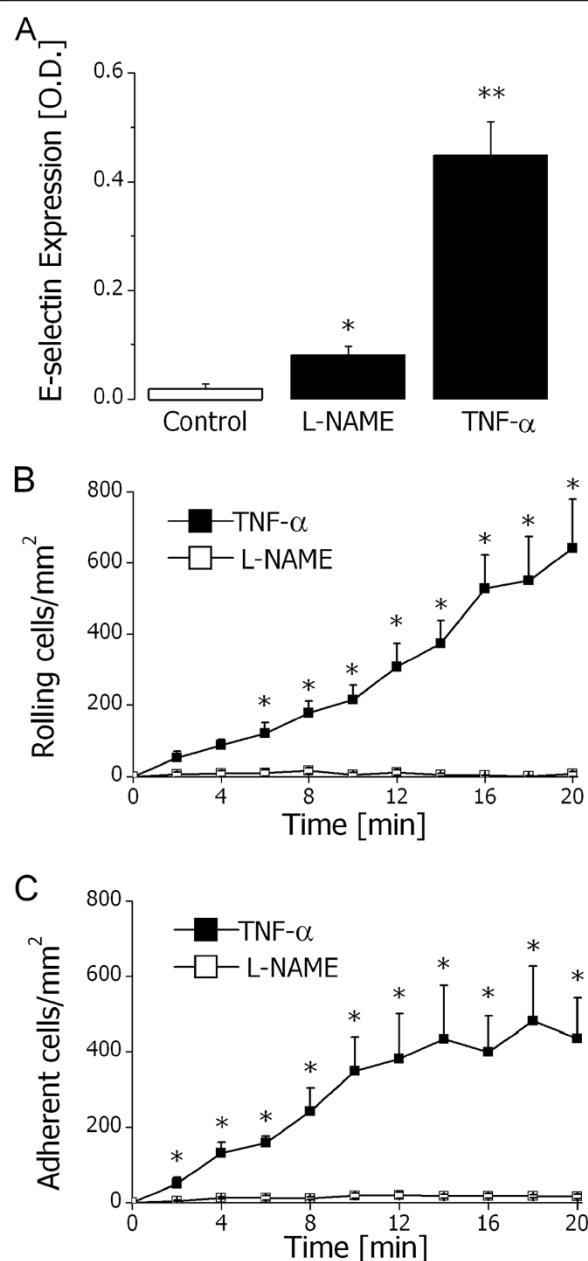 A
E-selectin Expression [O.D.]
0.6
0.4
0.2
0.0
**
*
Control L-NAME TNF-α
B
Rolling cells/mm²
800
600
400
200
0
TNF-α
L-NAME
* * * * * * * *
0 4 8 12 16 20
Time [min]
C
Adherent cells/mm²
800
600
400
200
0
TNF-α
L-NAME
* * * * * * * * * *
0 4 8 12 16 20
Time [min]